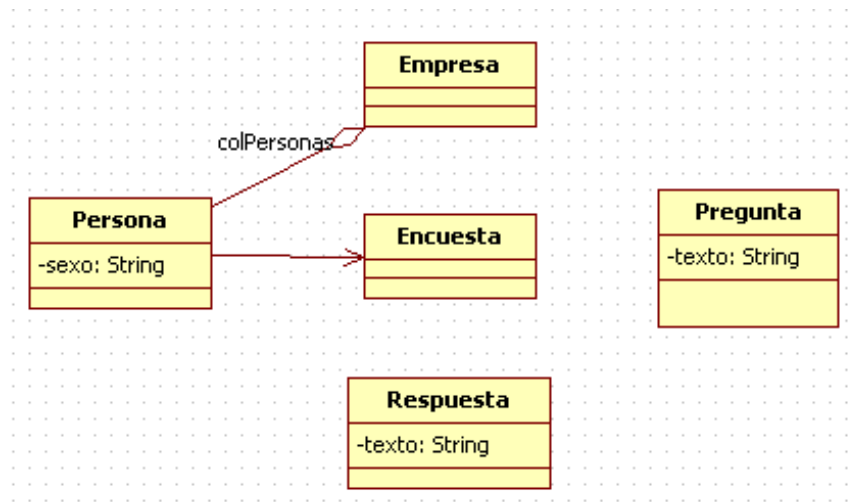 Empresa
colPersonas
Persona
-sexo: String
Encuesta
Pregunta
-texto: String
Respuesta
-texto: String